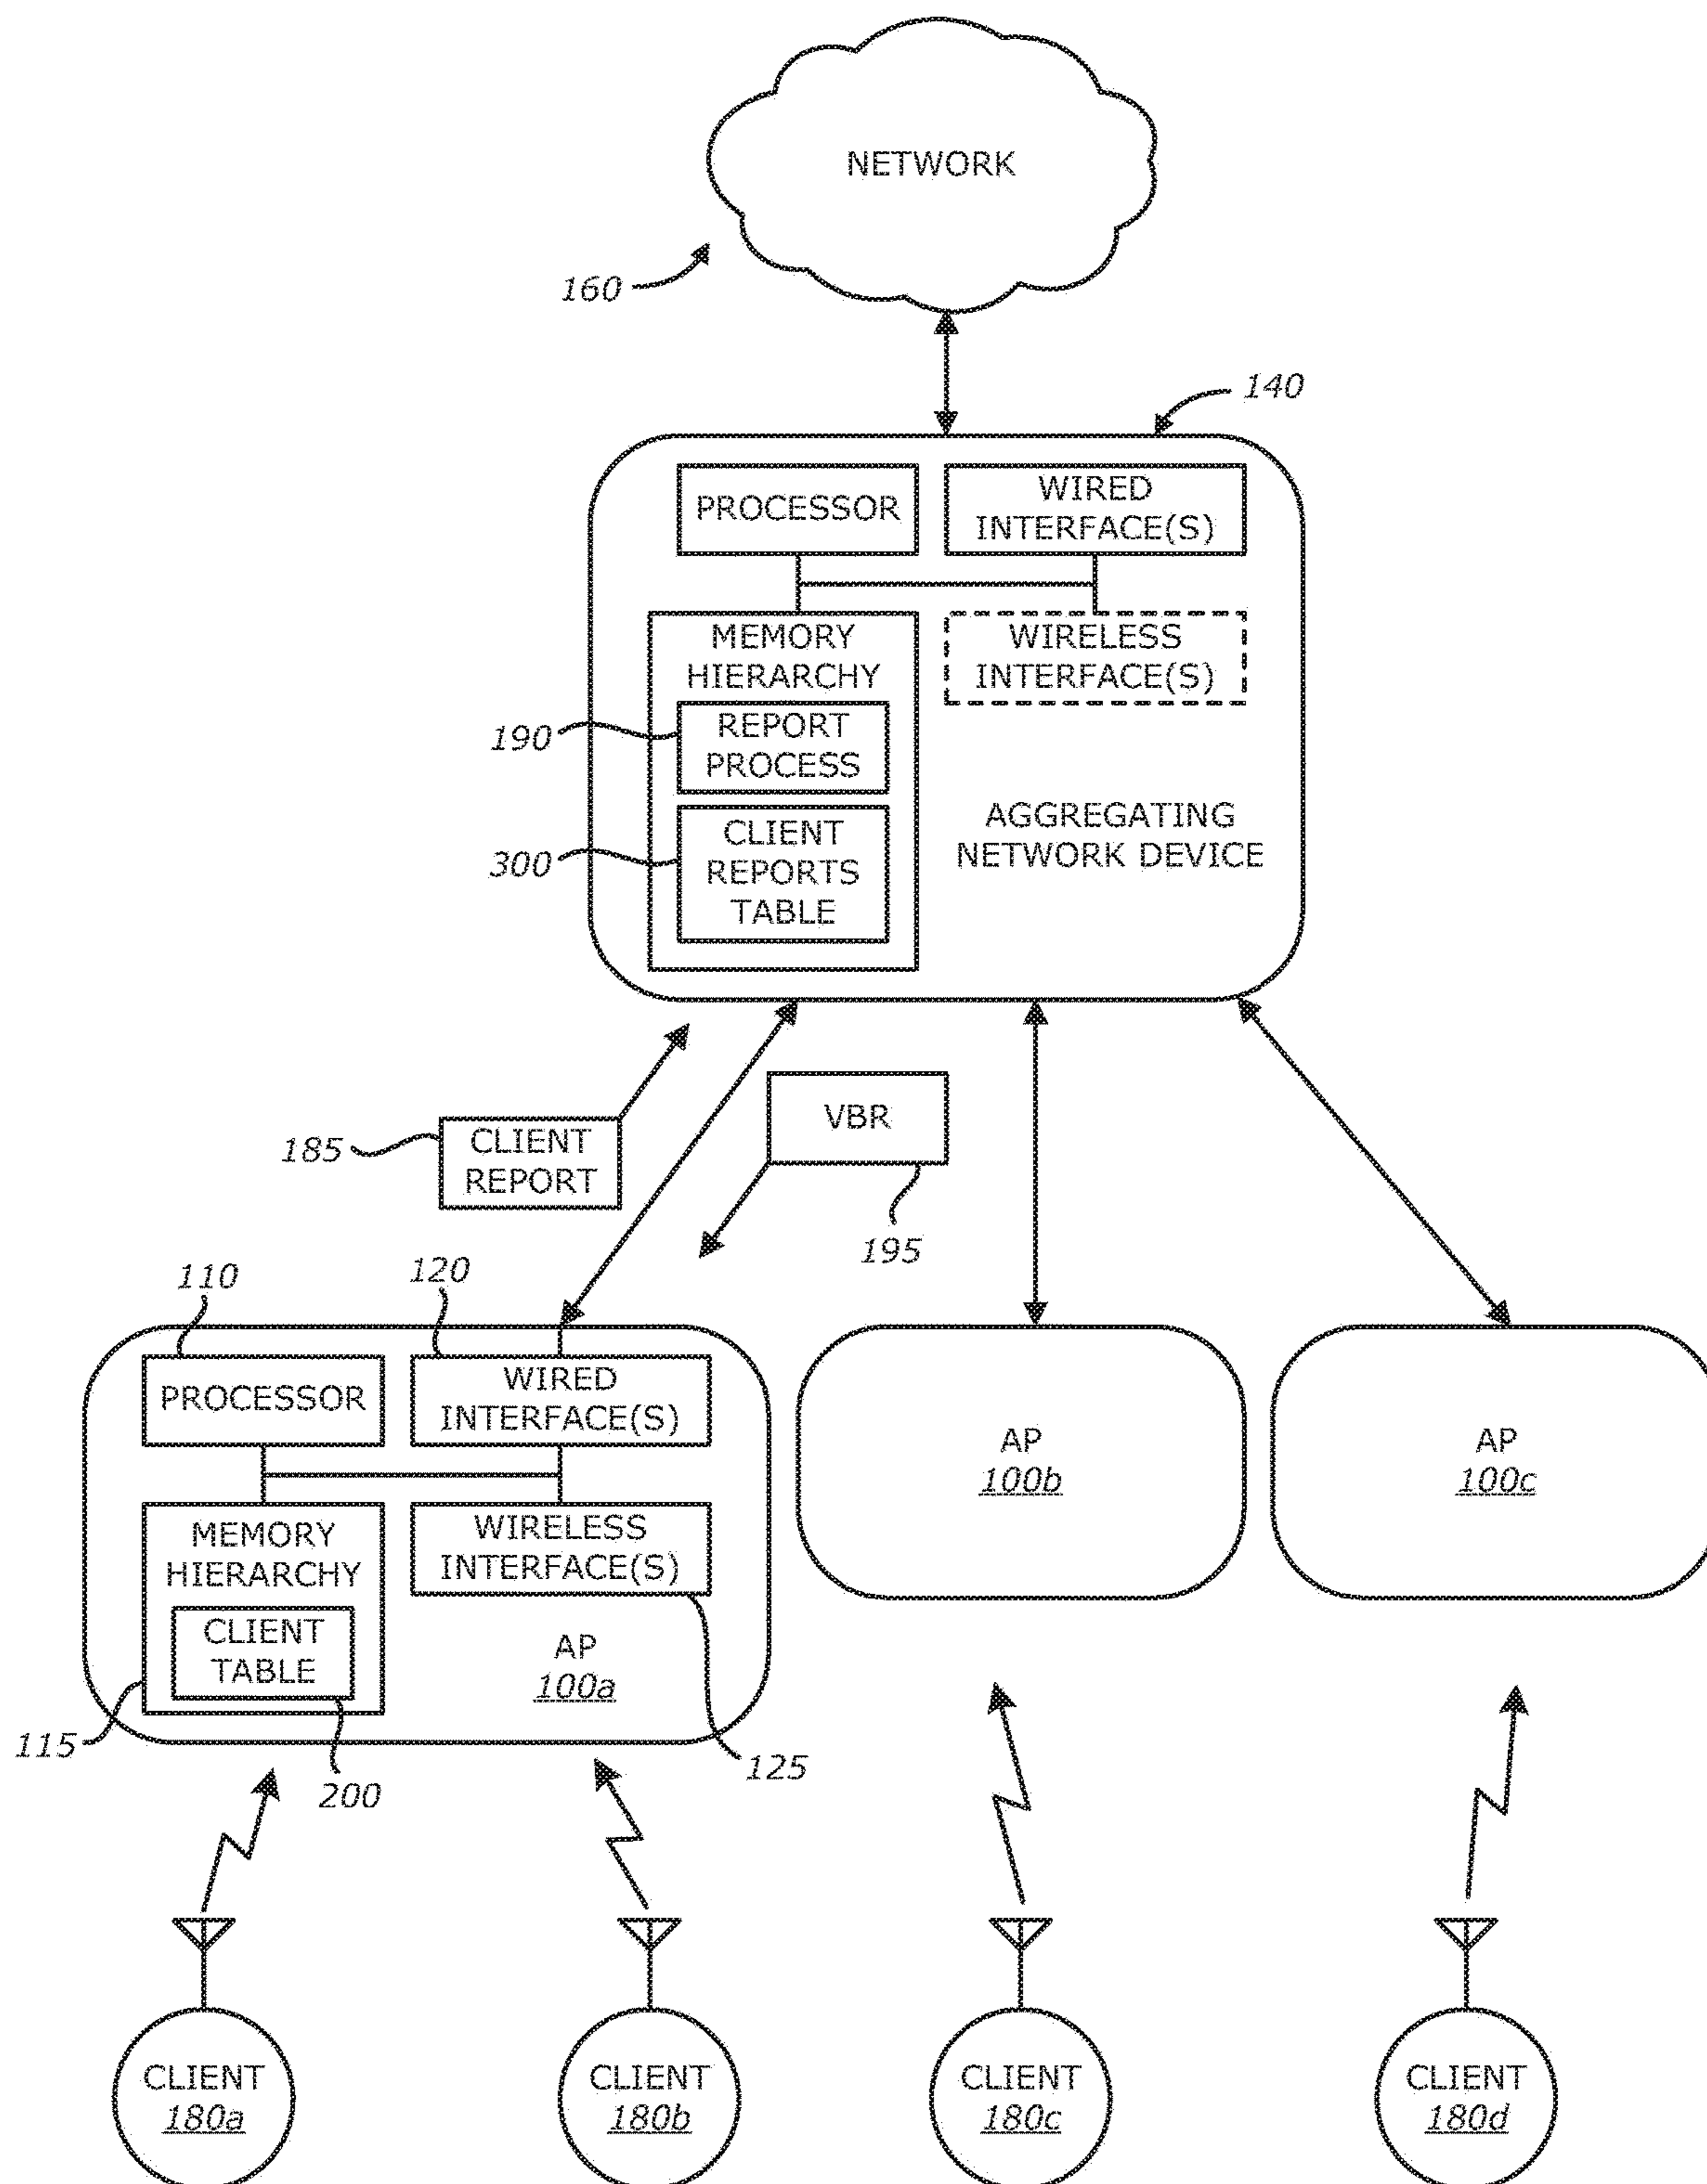 NETWORK
160
140
PROCESSOR
WIRED
INTERFACE(S)
MEMORY
HIERARCHY
WIRELESS
INTERFACE(S)
190
REPORT
PROCESS
300
CLIENT
REPORTS
TABLE
AGGREGATING
NETWORK DEVICE
185
CLIENT
REPORT
VBR
195
110
120
PROCESSOR
WIRED
INTERFACE(S)
MEMORY
HIERARCHY
WIRELESS
INTERFACE(S)
CLIENT
TABLE
AP
100a
115
200
125
AP
100b
AP
100c
CLIENT
180a
CLIENT
180b
CLIENT
180c
CLIENT
180d